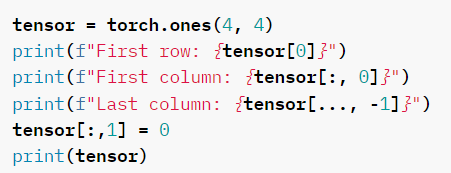 tensor = torch.ones(4, 4)
print(f"First row: {tensor[0]}")
print(f"First column: {tensor[:, 0]}")
print(f"Last column: {tensor[..., -1]}")
tensor[:,1] = 0
print(tensor)